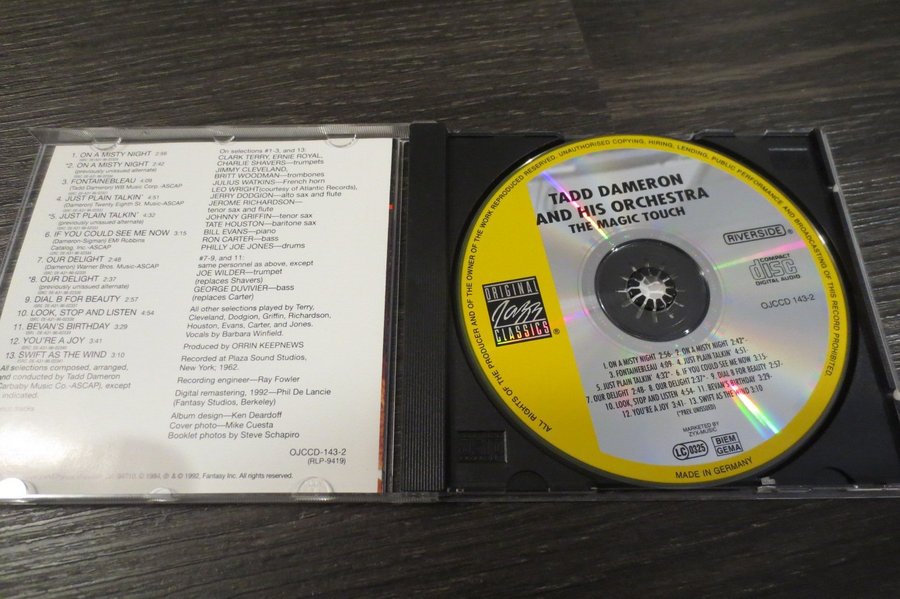 1. ON A MISTY NIGHT 2:56
*2. ON A MISTY NIGHT 2:42
(previously unissued alternate)
3. FONTAINEBLEAU 4:09
(Tadd Dameron) WB Music Corp.-ASCAP
4. JUST PLAIN TALKIN' 4:51
(Dameron) Twenty Eighth St. Music-ASCAP
*5. JUST PLAIN TALKIN' 4:32
(previously unissued alternate)
6. IF YOU COULD SEE ME NOW 3:15
(Dameron-Sigman) EMI Robbins
Catalog, Inc.-ASCAP
7. OUR DELIGHT 2:48
(Dameron) Warner Bros. Music-ASCAP
*8. OUR DELIGHT 2:37
(previously unissued alternate)
9. DIAL B FOR BEAUTY 2:57
10. LOOK, STOP AND LISTEN 4:54
11. BEVAN'S BIRTHDAY 3:29
12. YOU'RE A JOY 3:41
13. SWIFT AS THE WIND 3:10
All selections composed, arranged,
and conducted by Tadd Dameron
(Carbaby Music Co.-ASCAP), except
indicated.
tracks
On selections #1-3, and 13:
CLARK TERRY, ERNIE ROYAL,
CHARLIE SHAVERS—trumpets
JIMMY CLEVELAND,
BRITT WOODMAN—trombones
JULIUS WATKINS—French horn
LEO WRIGHT(courtesy of Atlantic Records),
JERRY DODGION—alto sax and flute
JEROME RICHARDSON—
tenor sax and flute
JOHNNY GRIFFIN—tenor sax
TATE HOUSTON—baritone sax
BILL EVANS—piano
RON CARTER—bass
PHILLY JOE JONES—drums
#7-9, and 11:
same personnel as above, except
JOE WILDER—trumpet
(replaces Shavers)
GEORGE DUVIVIER—bass
(replaces Carter)
All other selections played by Terry,
Cleveland, Dodgion, Griffin, Richardson,
Houston, Evans, Carter, and Jones.
Vocals by Barbara Winfield.
Produced by ORRIN KEEPNEWS
Recorded at Plaza Sound Studios,
New York; 1962.
Recording engineer—Ray Fowler
Digital remastering, 1992—Phil De Lancie
(Fantasy Studios, Berkeley)
Album design—Ken Deardoff
Cover photo—Mike Cuesta
Booklet photos by Steve Schapiro
OJCCD-143-2
(RLP-9419)
℗ & © 1992, Fantasy Inc. All rights reserved.
ALL RIGHTS OF THE PRODUCER AND OF THE OWNER OF THE WORK REPRODUCED RESERVED. UNAUTHORISED COPYING, HIRING, LENDING, PUBLIC PERFORMANCE AND BROADCASTING OF THIS RECORD PROHIBITED
TADD DAMERON
AND HIS ORCHESTRA
THE MAGIC TOUCH
RIVERSIDE®
COMPACT
disc
DIGITAL AUDIO
OJCCD 143-2
ORIGINAL
Jazz
CLASSICS®
1. ON A MISTY NIGHT 2:56- 2. ON A MISTY NIGHT 2:42*-
3. FONTAINEBLEAU 4:09- 4. JUST PLAIN TALKIN' 4:51-
5. JUST PLAIN TALKIN' 4:32*- 6. IF YOU COULD SEE ME NOW 3:15-
7. OUR DELIGHT 2:48- 8. OUR DELIGHT 2:37*- 9. DIAL B FOR BEAUTY 2:57-
10. LOOK, STOP AND LISTEN 4:54- 11. BEVAN'S BIRTHDAY 3:29-
12. YOU'RE A JOY 3:41- 13. SWIFT AS THE WIND 3:10
(*PREV. UNISSUED)
MARKETED BY
ZYX-MUSIC
LC 0325
BIEM
GEMA
MADE IN GERMANY